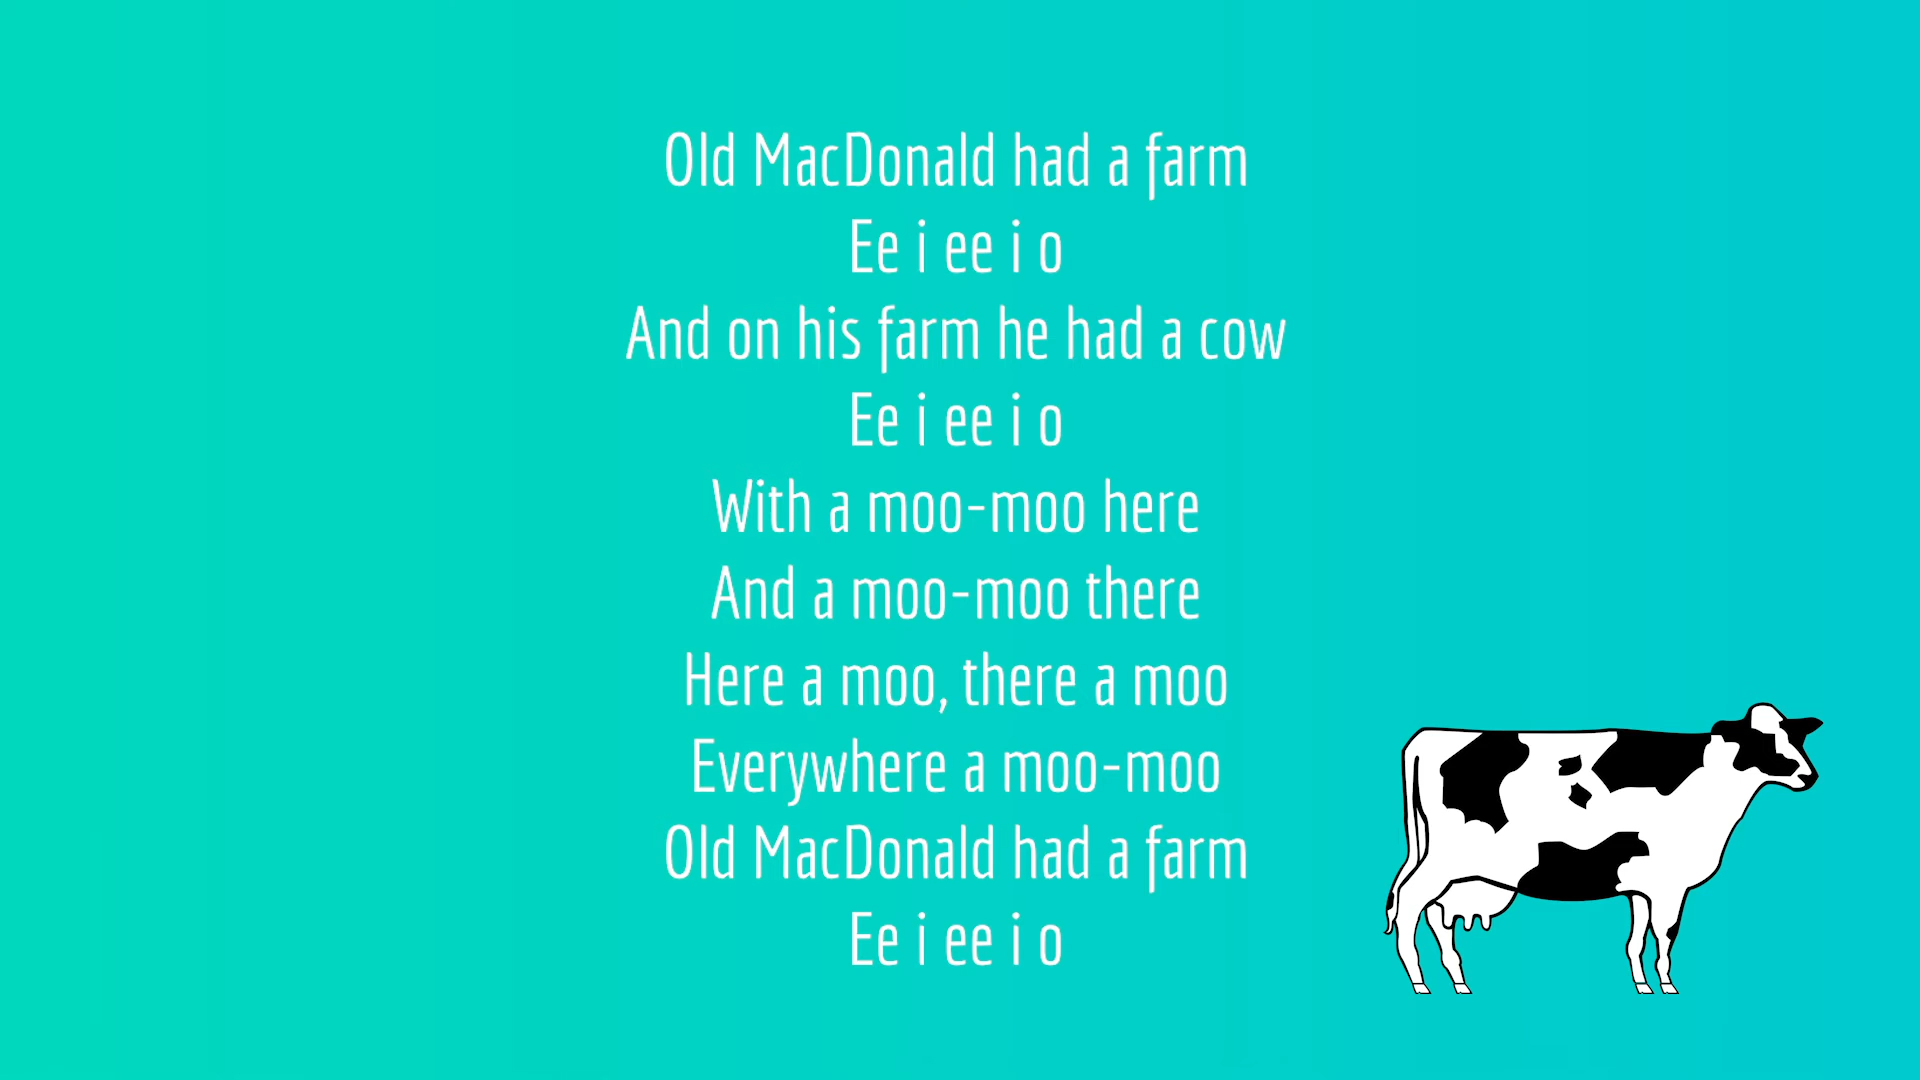 Old MacDonald had a farm
Ee i ee i o
And on his farm he had a cow
Ee i ee i o
With a moo-moo here
And a moo-moo there
Here a moo, there a moo
Everywhere a moo-moo
Old MacDonald had a farm
Ee i ee i o